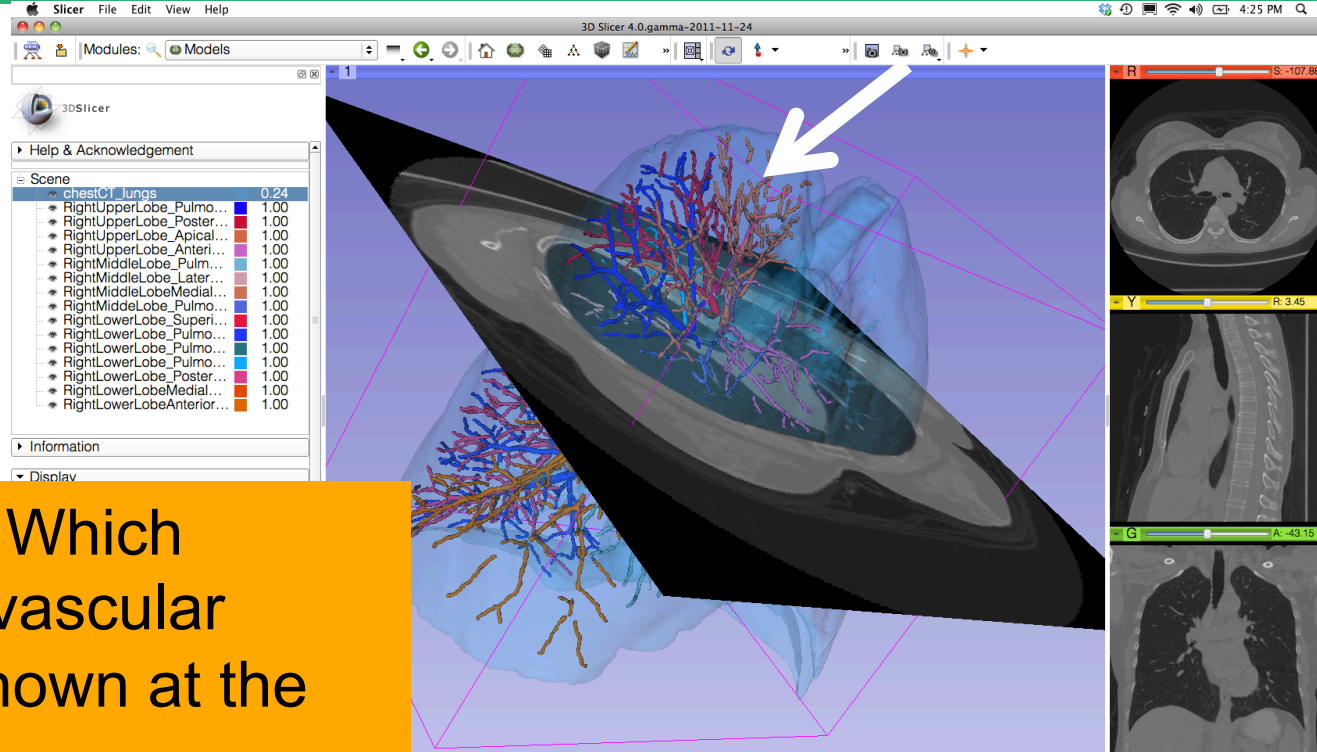 Slicer File Edit View Help
4:25 PM
3D Slicer 4.0.gamma-2011-11-24
Modules: Models
1
R S: -107.88
3DSlicer
Help & Acknowledgement
Scene
chestCT_lungs 0.24
RightUpperLobe_Pulmo... 1.00
RightUpperLobe_Poster... 1.00
RightUpperLobe_Apical... 1.00
RightUpperLobe_Anteri... 1.00
RightMiddleLobe_Pulm... 1.00
RightMiddleLobe_Later... 1.00
RightMiddleLobeMedial... 1.00
RightMiddleLobe_Pulmo... 1.00
RightLowerLobe_Superi... 1.00
RightLowerLobe_Pulmo... 1.00
RightLowerLobe_Pulmo... 1.00
RightLowerLobe_Pulmo... 1.00
RightLowerLobe_Poster... 1.00
RightLowerLobeMedial... 1.00
RightLowerLobeAnterior... 1.00
Y R: 3.45
Information
Display
Which
vascular
G A: -43.15
hown at the